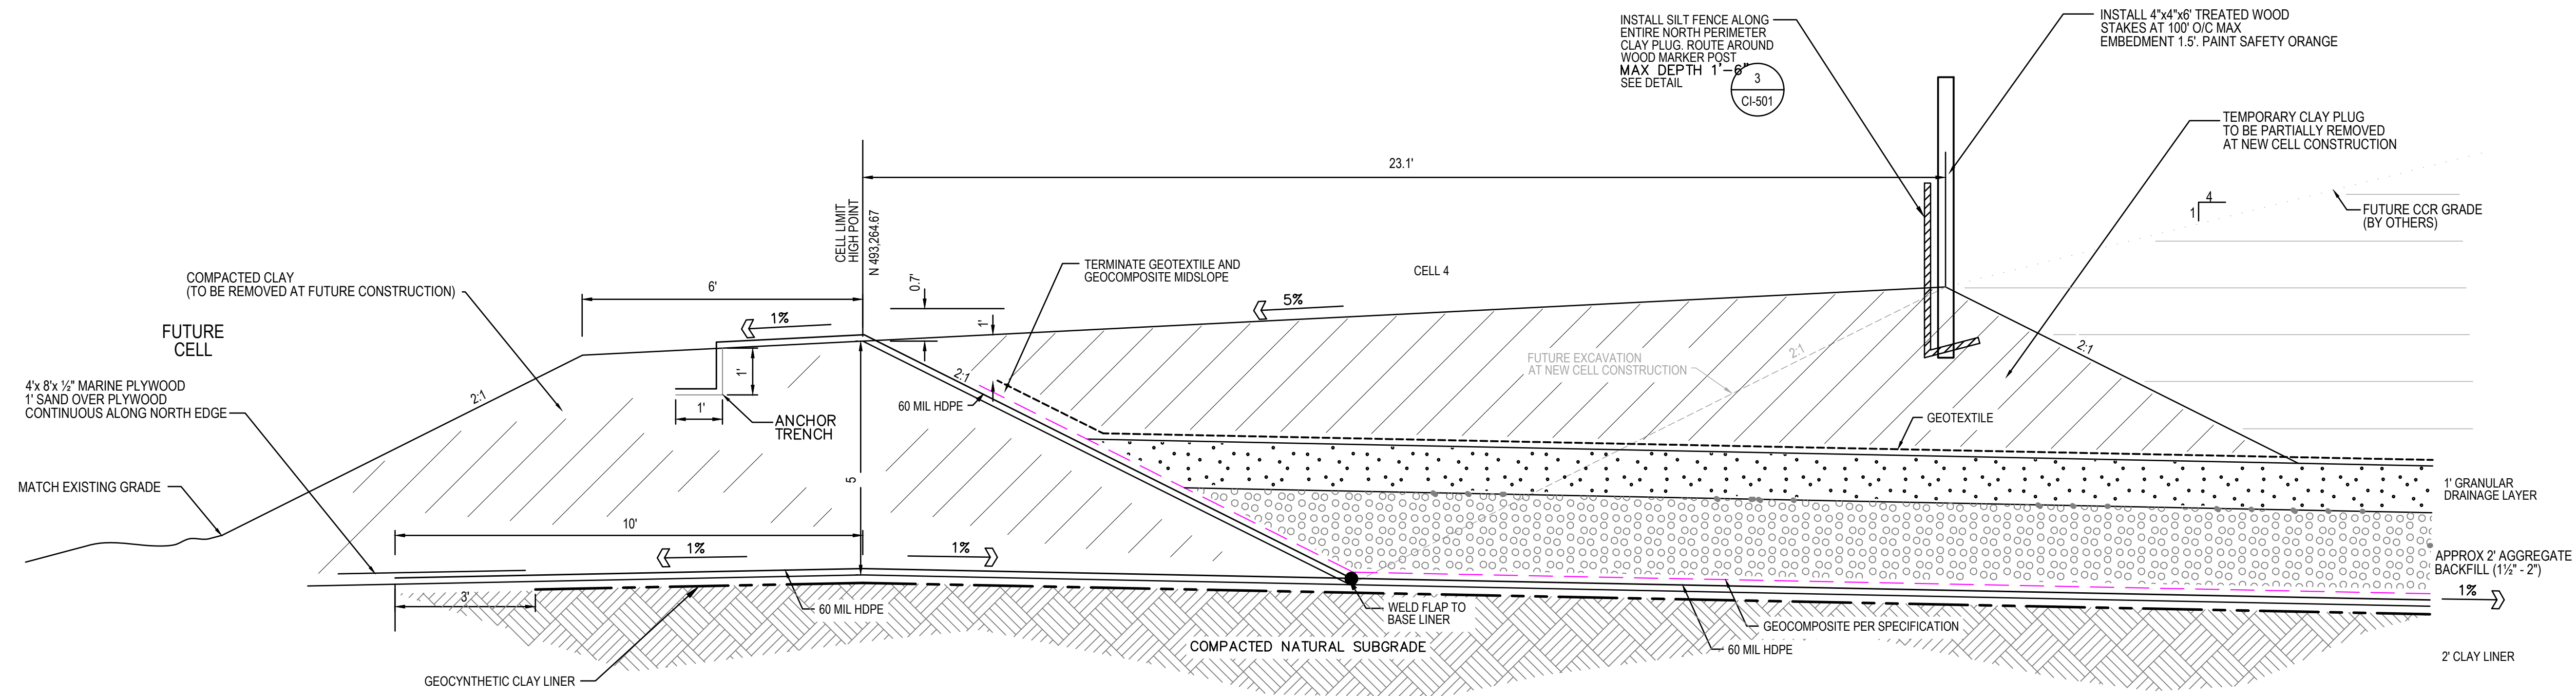 INSTALL SILT FENCE ALONG
ENTIRE NORTH PERIMETER
CLAY PLUG. ROUTE AROUND
WOOD MARKER POST
MAX DEPTH 1'-6"
SEE DETAIL
3
CI-501
INSTALL 4"x4"x6' TREATED WOOD
STAKES AT 100' O/C MAX
EMBEDMENT 1.5'. PAINT SAFETY ORANGE
TEMPORARY CLAY PLUG
TO BE PARTIALLY REMOVED
AT NEW CELL CONSTRUCTION
23.1'
4
1
FUTURE CCR GRADE
(BY OTHERS)
CELL LIMIT
HIGH POINT
N 493,264.67
TERMINATE GEOTEXTILE AND
GEOCOMPOSITE MIDSLOPE
CELL 4
COMPACTED CLAY
(TO BE REMOVED AT FUTURE CONSTRUCTION)
6'
0.7'
5%
1%
1'
FUTURE
CELL
2:1
FUTURE EXCAVATION
AT NEW CELL CONSTRUCTION
2:1
2:1
4'x 8'x ½" MARINE PLYWOOD
1' SAND OVER PLYWOOD
CONTINUOUS ALONG NORTH EDGE
2:1
1'
1'
60 MIL HDPE
ANCHOR
TRENCH
GEOTEXTILE
MATCH EXISTING GRADE
5
1' GRANULAR
DRAINAGE LAYER
10'
1%
1%
APPROX 2' AGGREGATE
BACKFILL (1½" - 2")
1%
3'
60 MIL HDPE
WELD FLAP TO
BASE LINER
GEOCOMPOSITE PER SPECIFICATION
COMPACTED NATURAL SUBGRADE
60 MIL HDPE
2' CLAY LINER
GEOCYNTHETIC CLAY LINER